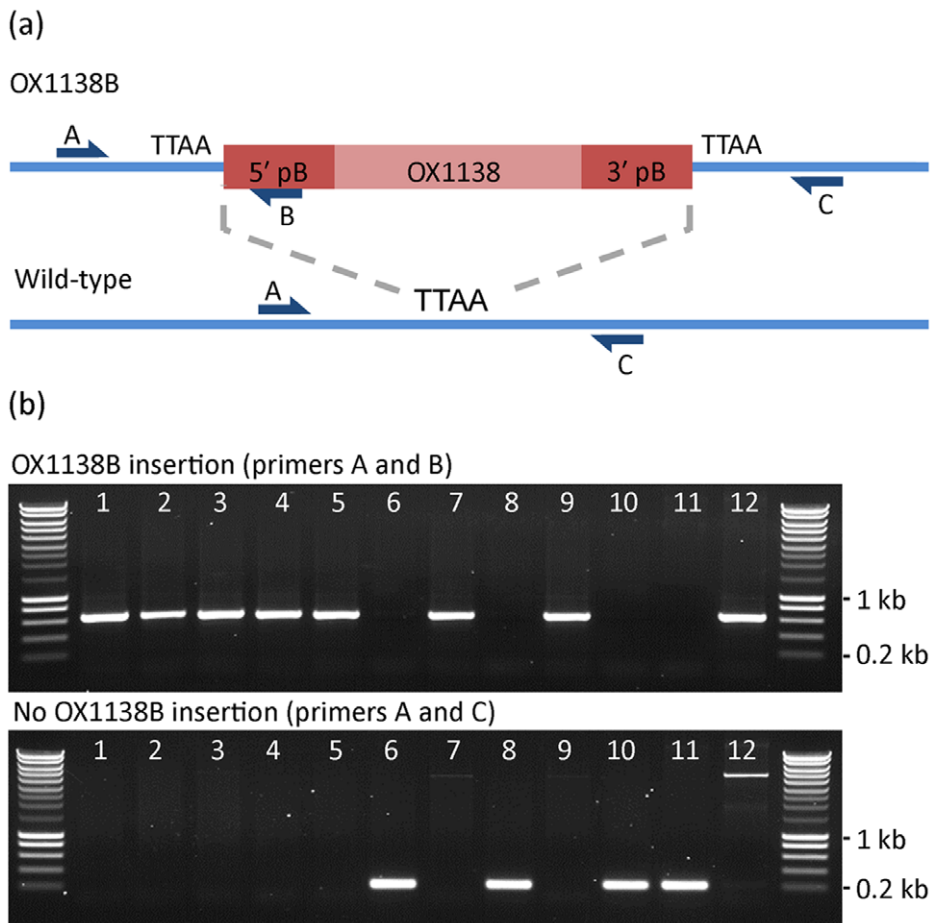 (a)
OX1138B
A TTAA TTAA
5′ pB OX1138 3′ pB
B C
Wild-type
A TTAA
C
(b)
OX1138B insertion (primers A and B)
1 2 3 4 5 6 7 8 9 10 11 12
- 1 kb
- 0.2 kb
No OX1138B insertion (primers A and C)
1 2 3 4 5 6 7 8 9 10 11 12
- 1 kb
- 0.2 kb